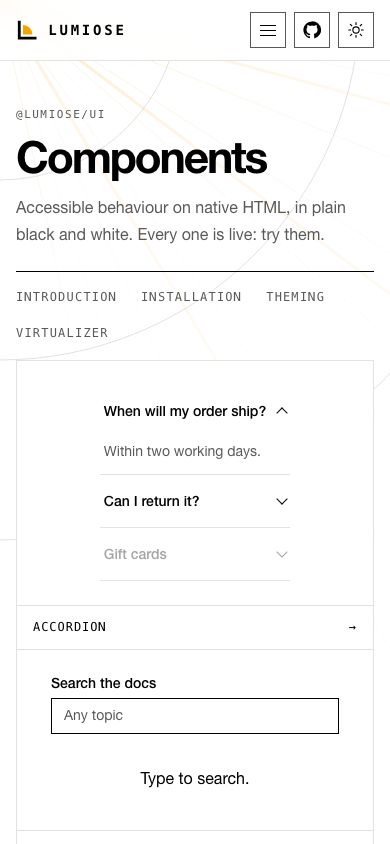 LUMIOSE
@LUMIOSE/UI
Components
Accessible behaviour on native HTML, in plain
black and white. Every one is live: try them.
INTRODUCTION INSTALLATION THEMING
VIRTUALIZER
When will my order ship?
Within two working days.
Can I return it?
Gift cards
ACCORDION →
Search the docs
Any topic
Type to search.